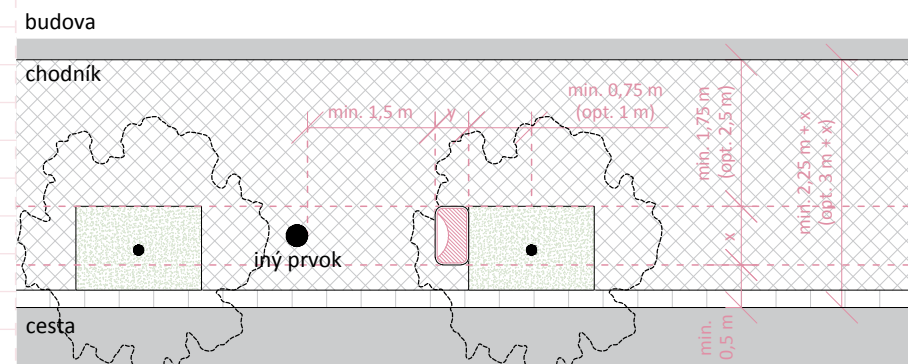 budova
chodník
min. 1,5 m
y
min. 0,75 m
(opt. 1 m)
min. 1,75 m
(opt. 2,5 m)
min. 2,25 m + x
(opt. 3 m + x)
x
iný prvok
cesta
min.
0,5 m